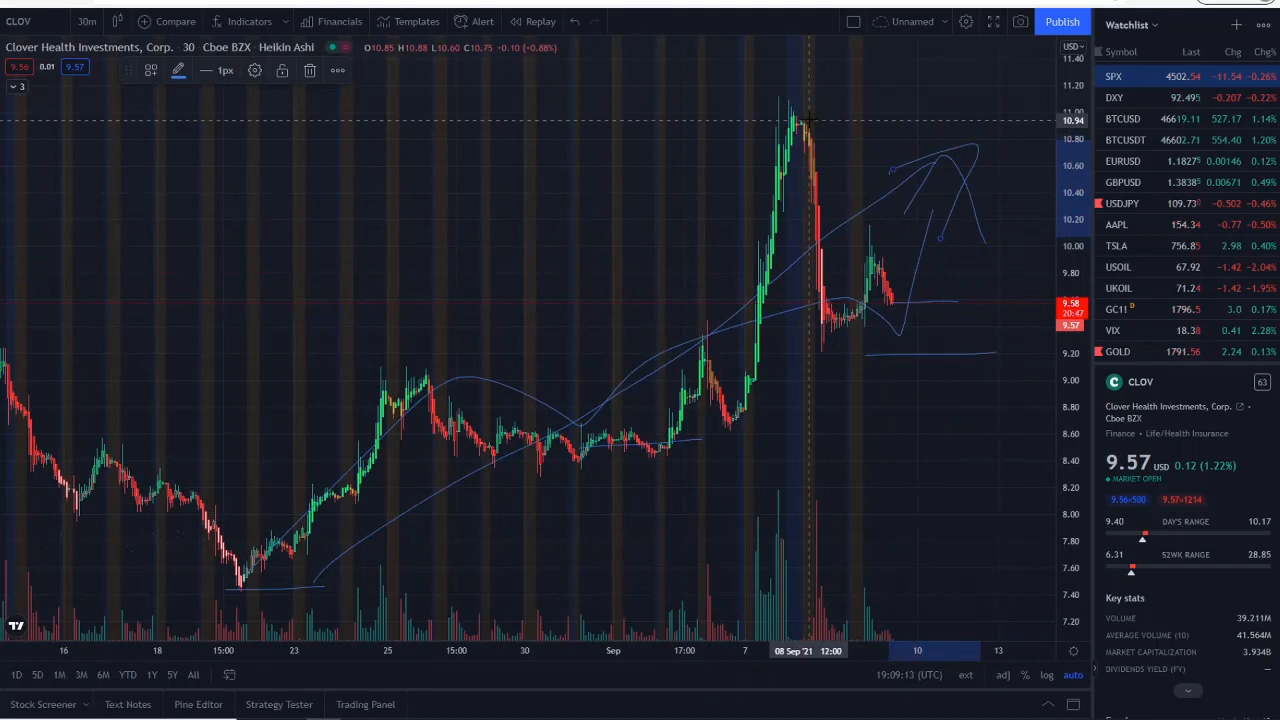 CLOV 30m Compare Indicators Financials Templates Alert Replay Unnamed Publish
Clover Health Investments, Corp. · 30 · Cboe BZX · Heikin Ashi O10.85 H10.88 L10.60 C10.75 -0.10 (-0.88%)
9.56 0.01 9.57
1px
3
USD
11.40
11.20
11.00
10.94
10.80
10.60
10.40
10.20
10.00
9.80
9.58
20:47
9.57
9.20
9.00
8.80
8.60
8.40
8.20
8.00
7.80
7.60
7.40
7.20
16 18 15:00 23 25 15:00 30 Sep 17:00 7 08 Sep '21 12:00 10 13
1D 5D 1M 3M 6M YTD 1Y 5Y All 19:09:13 (UTC) ext adj % log auto
Stock Screener Text Notes Pine Editor Strategy Tester Trading Panel
Watchlist
Symbol Last Chg Chg%
SPX 4502.54 −11.54 −0.26%
DXY 92.495 −0.207 −0.22%
BTCUSD 46619.11 527.17 1.14%
BTCUSDT 46602.71 554.40 1.20%
EURUSD 1.18275 0.00146 0.12%
GBPUSD 1.38385 0.00671 0.49%
USDJPY 109.730 −0.502 −0.46%
AAPL 154.34 −0.77 −0.50%
TSLA 756.85 2.98 0.40%
USOIL 67.92 −1.42 −2.04%
UKOIL 71.24 −1.42 −1.95%
GC1! D 1796.5 3.0 0.17%
VIX 18.38 0.41 2.28%
GOLD 1791.56 2.24 0.13%
C CLOV 63
Clover Health Investments, Corp. ·
Cboe BZX
Finance · Life/Health Insurance
9.57 USD 0.12 (1.22%)
MARKET OPEN
9.56×500 9.57×1214
9.40 DAY'S RANGE 10.17
6.31 52WK RANGE 28.85
Key stats
VOLUME 39.211M
AVERAGE VOLUME (10) 41.564M
MARKET CAPITALIZATION 3.934B
DIVIDENDS YIELD (FY) —